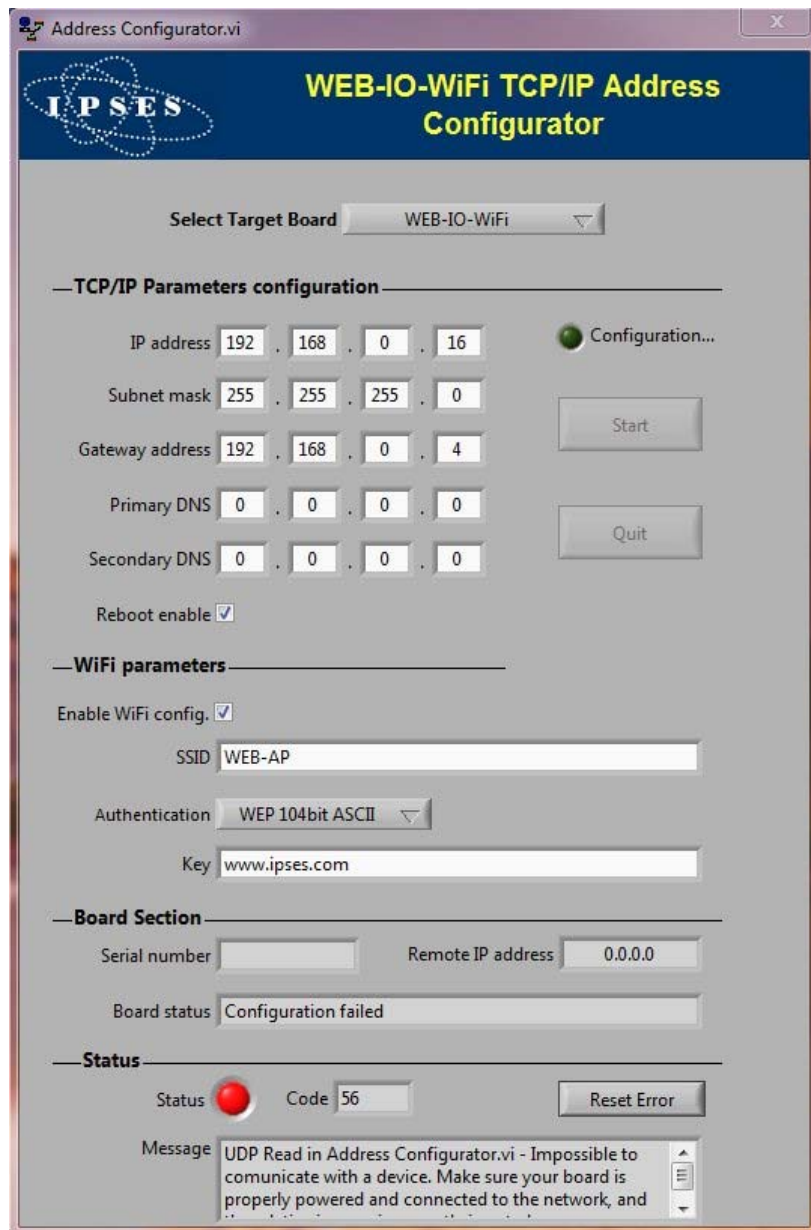 Address Configurator.vi
x
IPSES
WEB-IO-WiFi TCP/IP Address
Configurator
Select Target Board WEB-IO-WiFi
TCP/IP Parameters configuration
IP address 192 . 168 . 0 . 16
Configuration...
Subnet mask 255 . 255 . 255 . 0
Start
Gateway address 192 . 168 . 0 . 4
Primary DNS 0 . 0 . 0 . 0
Quit
Secondary DNS 0 . 0 . 0 . 0
Reboot enable
WiFi parameters
Enable WiFi config.
SSID WEB-AP
Authentication WEP 104bit ASCII
Key www.ipses.com
Board Section
Serial number
Remote IP address 0.0.0.0
Board status Configuration failed
Status
Status Code 56 Reset Error
Message UDP Read in Address Configurator.vi - Impossible to
comunicate with a device. Make sure your board is
properly powered and connected to the network, and